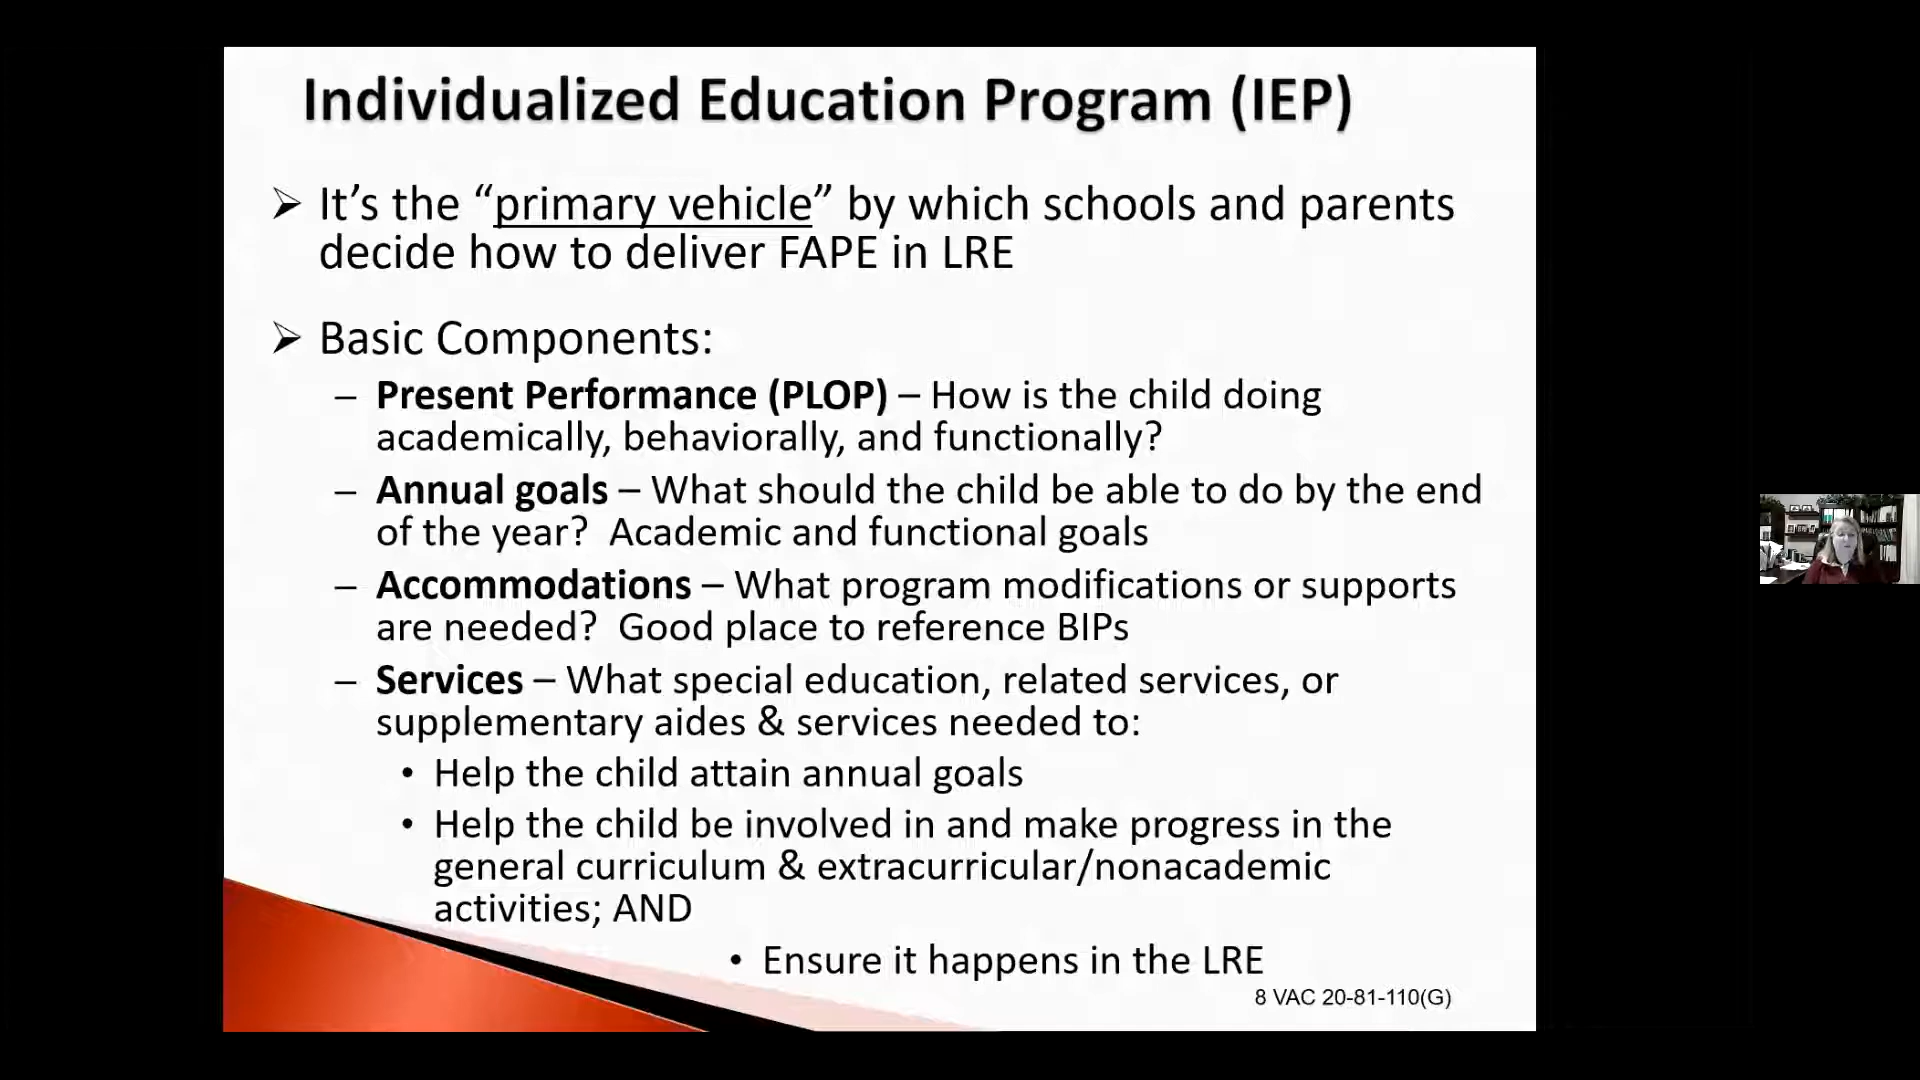 Individualized Education Program (IEP)
➢ It’s the “primary vehicle” by which schools and parents
decide how to deliver FAPE in LRE
➢ Basic Components:
– Present Performance (PLOP) – How is the child doing
academically, behaviorally, and functionally?
– Annual goals – What should the child be able to do by the end
of the year?  Academic and functional goals
– Accommodations – What program modifications or supports
are needed?  Good place to reference BIPs
– Services – What special education, related services, or
supplementary aides & services needed to:
• Help the child attain annual goals
• Help the child be involved in and make progress in the
general curriculum & extracurricular/nonacademic
activities; AND
• Ensure it happens in the LRE
8 VAC 20-81-110(G)